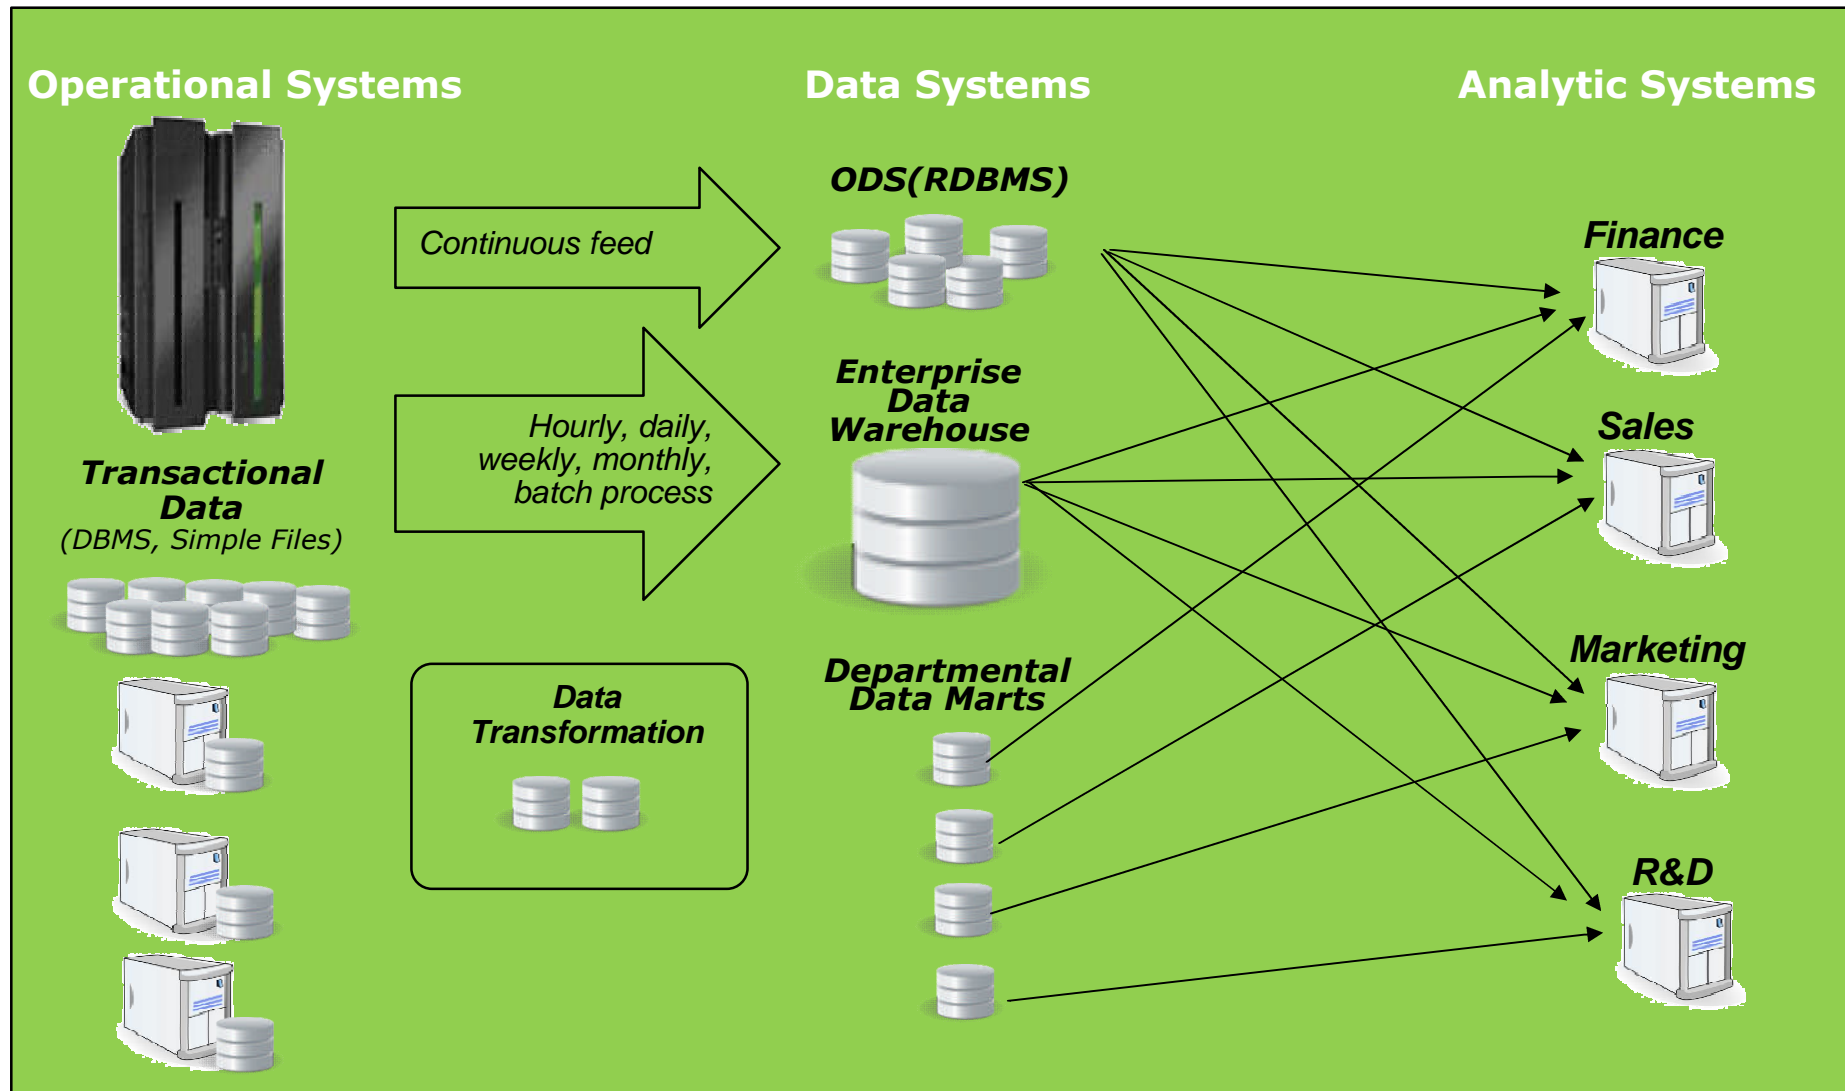 Operational Systems
Data Systems
Analytic Systems
Continuous feed
Hourly, daily,
weekly, monthly,
batch process
Transactional
Data
(DBMS, Simple Files)
Data
Transformation
ODS(RDBMS)
Enterprise
Data
Warehouse
Departmental
Data Marts
Finance
Sales
Marketing
R&D